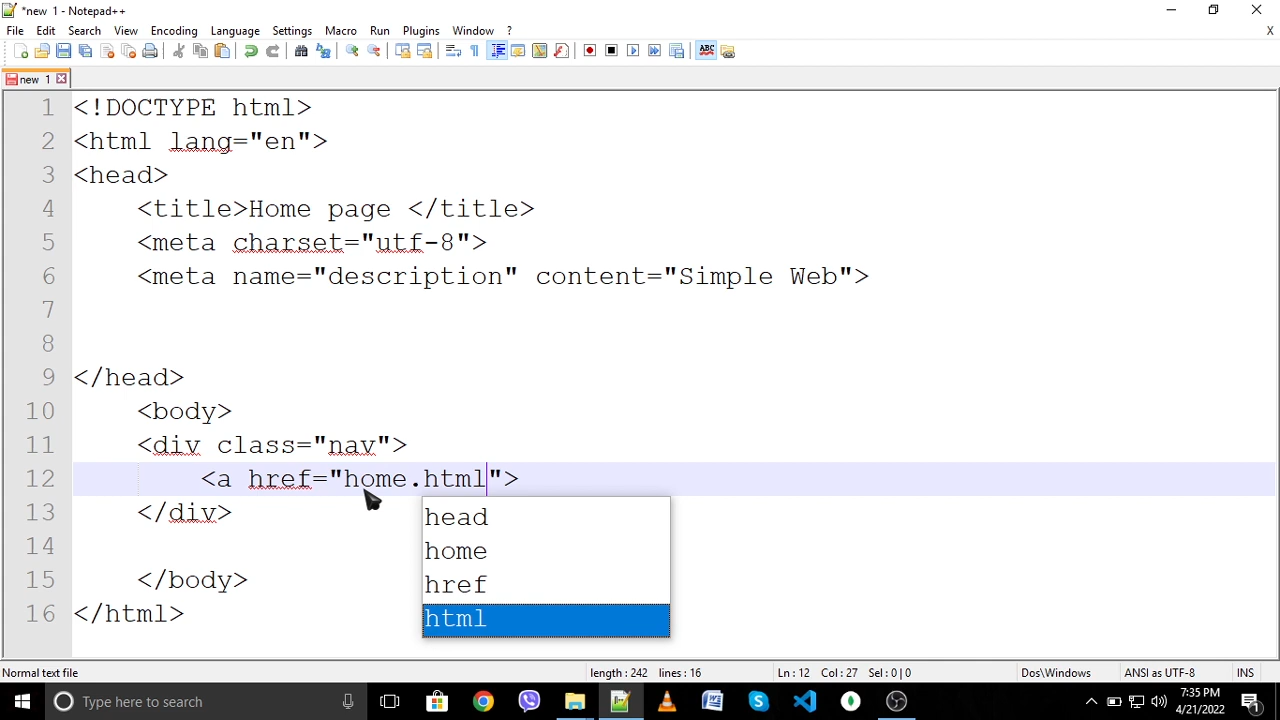 *new 1 - Notepad++
File Edit Search View Encoding Language Settings Macro Run Plugins Window ? X
new 1
1 <!DOCTYPE html>
2 <html lang="en">
3 <head>
4 <title>Home page </title>
5 <meta charset="utf-8">
6 <meta name="description" content="Simple Web">
7
8
9 </head>
10 <body>
11 <div class="nav">
12 <a href="home.html">
13 </div>
head
14
home
15 </body>
href
16 </html>
html
Normal text file length : 242 lines : 16 Ln : 12 Col : 27 Sel : 0 | 0 Dos\Windows ANSI as UTF-8 INS
Type here to search
7:35 PM
4/21/2022
1